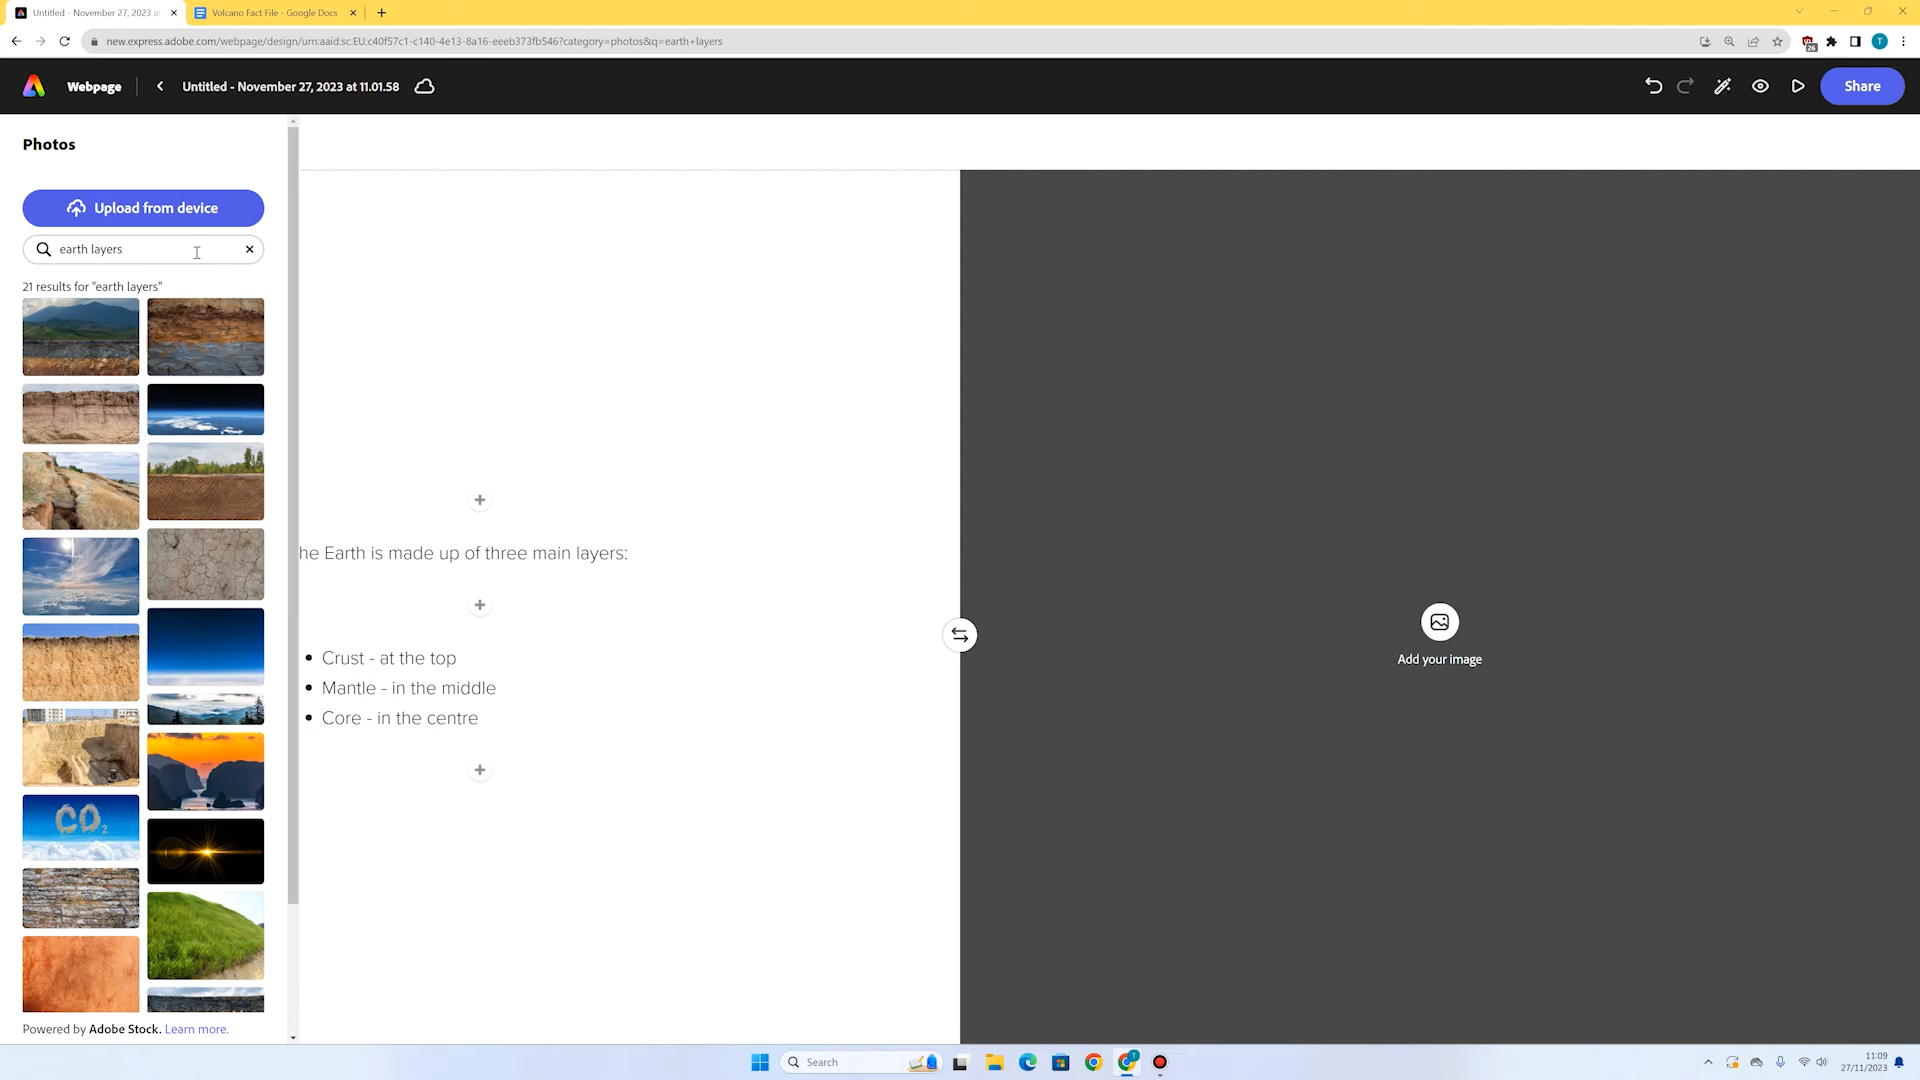 Untitled - November 27, 2023 a
Volcano Fact File - Google Docs
new.express.adobe.com/webpage/design/urn:aaid:sc:EU:c40f57c1-c140-4e13-8a16-eeeb373fb546?category=photos&q=earth+layers
26
T
Webpage
Untitled - November 27, 2023 at 11.01.58
Share
Photos
Upload from device
earth layers
21 results for "earth layers"
CO2
Powered by Adobe Stock. Learn more.
he Earth is made up of three main layers:
• Crust - at the top
• Mantle - in the middle
• Core - in the centre
Add your image
Search
T
11:09
27/11/2023